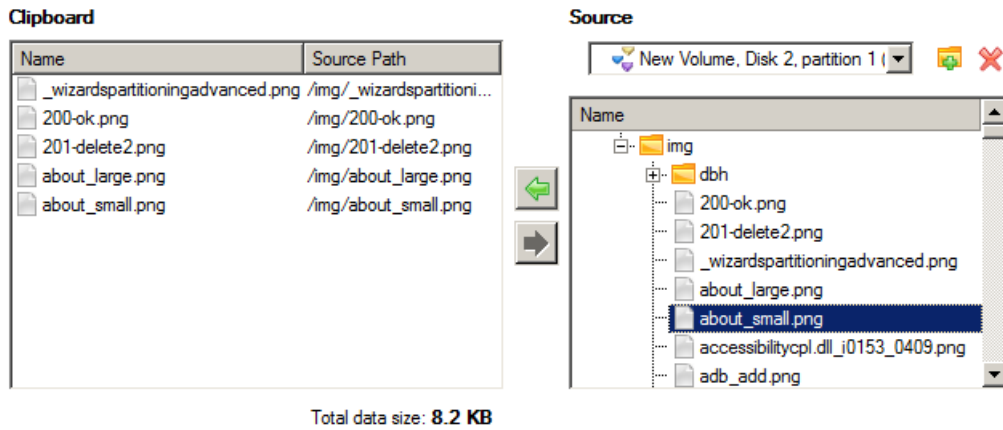 Clipboard
Name Source Path
_wizardspartitioningadvanced.png /img/_wizardspartitioni...
200-ok.png /img/200-ok.png
201-delete2.png /img/201-delete2.png
about_large.png /img/about_large.png
about_small.png /img/about_small.png
Total data size: 8.2 KB
Source
New Volume, Disk 2, partition 1 (
Name
img
dbh
200-ok.png
201-delete2.png
_wizardspartitioningadvanced.png
about_large.png
about_small.png
accessibilitycpl.dll_i0153_0409.png
adb_add.png